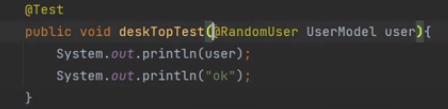 @Test
public void deskTopTest(@RandomUser UserModel user){
System.out.println(user);
System.out.println("ok");
}